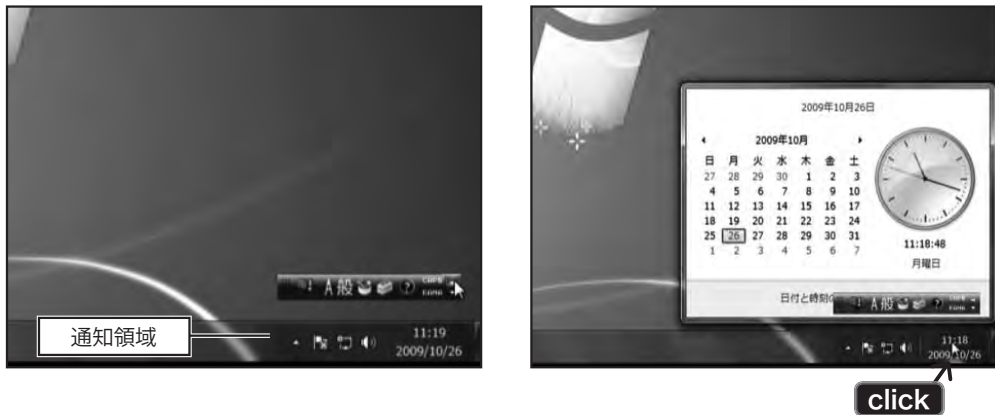 A 般
CAPS
KANA
通知領域
11:19
2009/10/26
2009年10月26日
2009年10月
日 月 火 水 木 金 土
27 28 29 30 1 2 3
4 5 6 7 8 9 10
11 12 13 14 15 16 17
18 19 20 21 22 23 24
25 26 27 28 29 30 31
1 2 3 4 5 6 7
11:18:48
月曜日
日付と時刻の
A 般
CAPS
KANA
11:18
2009/10/26
click